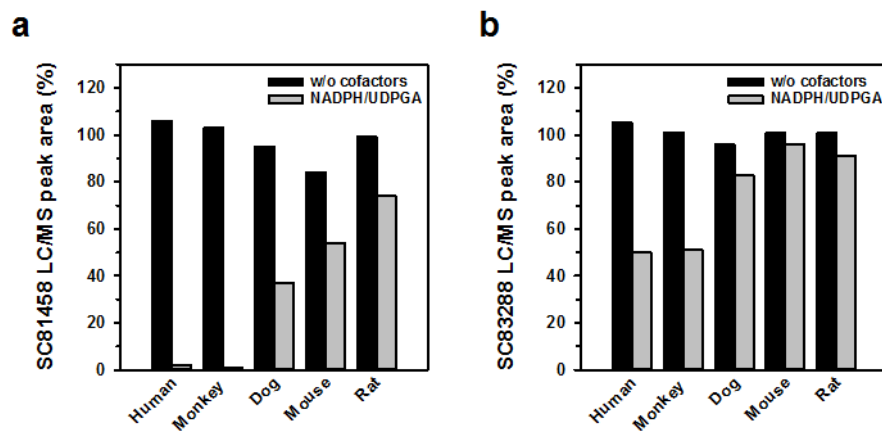 a
SC81458 LC/MS peak area (%)
120
100
80
60
40
20
0
w/o cofactors
NADPH/UDPGA
Human
Monkey
Dog
Mouse
Rat
b
SC83288 LC/MS peak area (%)
120
100
80
60
40
20
0
w/o cofactors
NADPH/UDPGA
Human
Monkey
Dog
Mouse
Rat